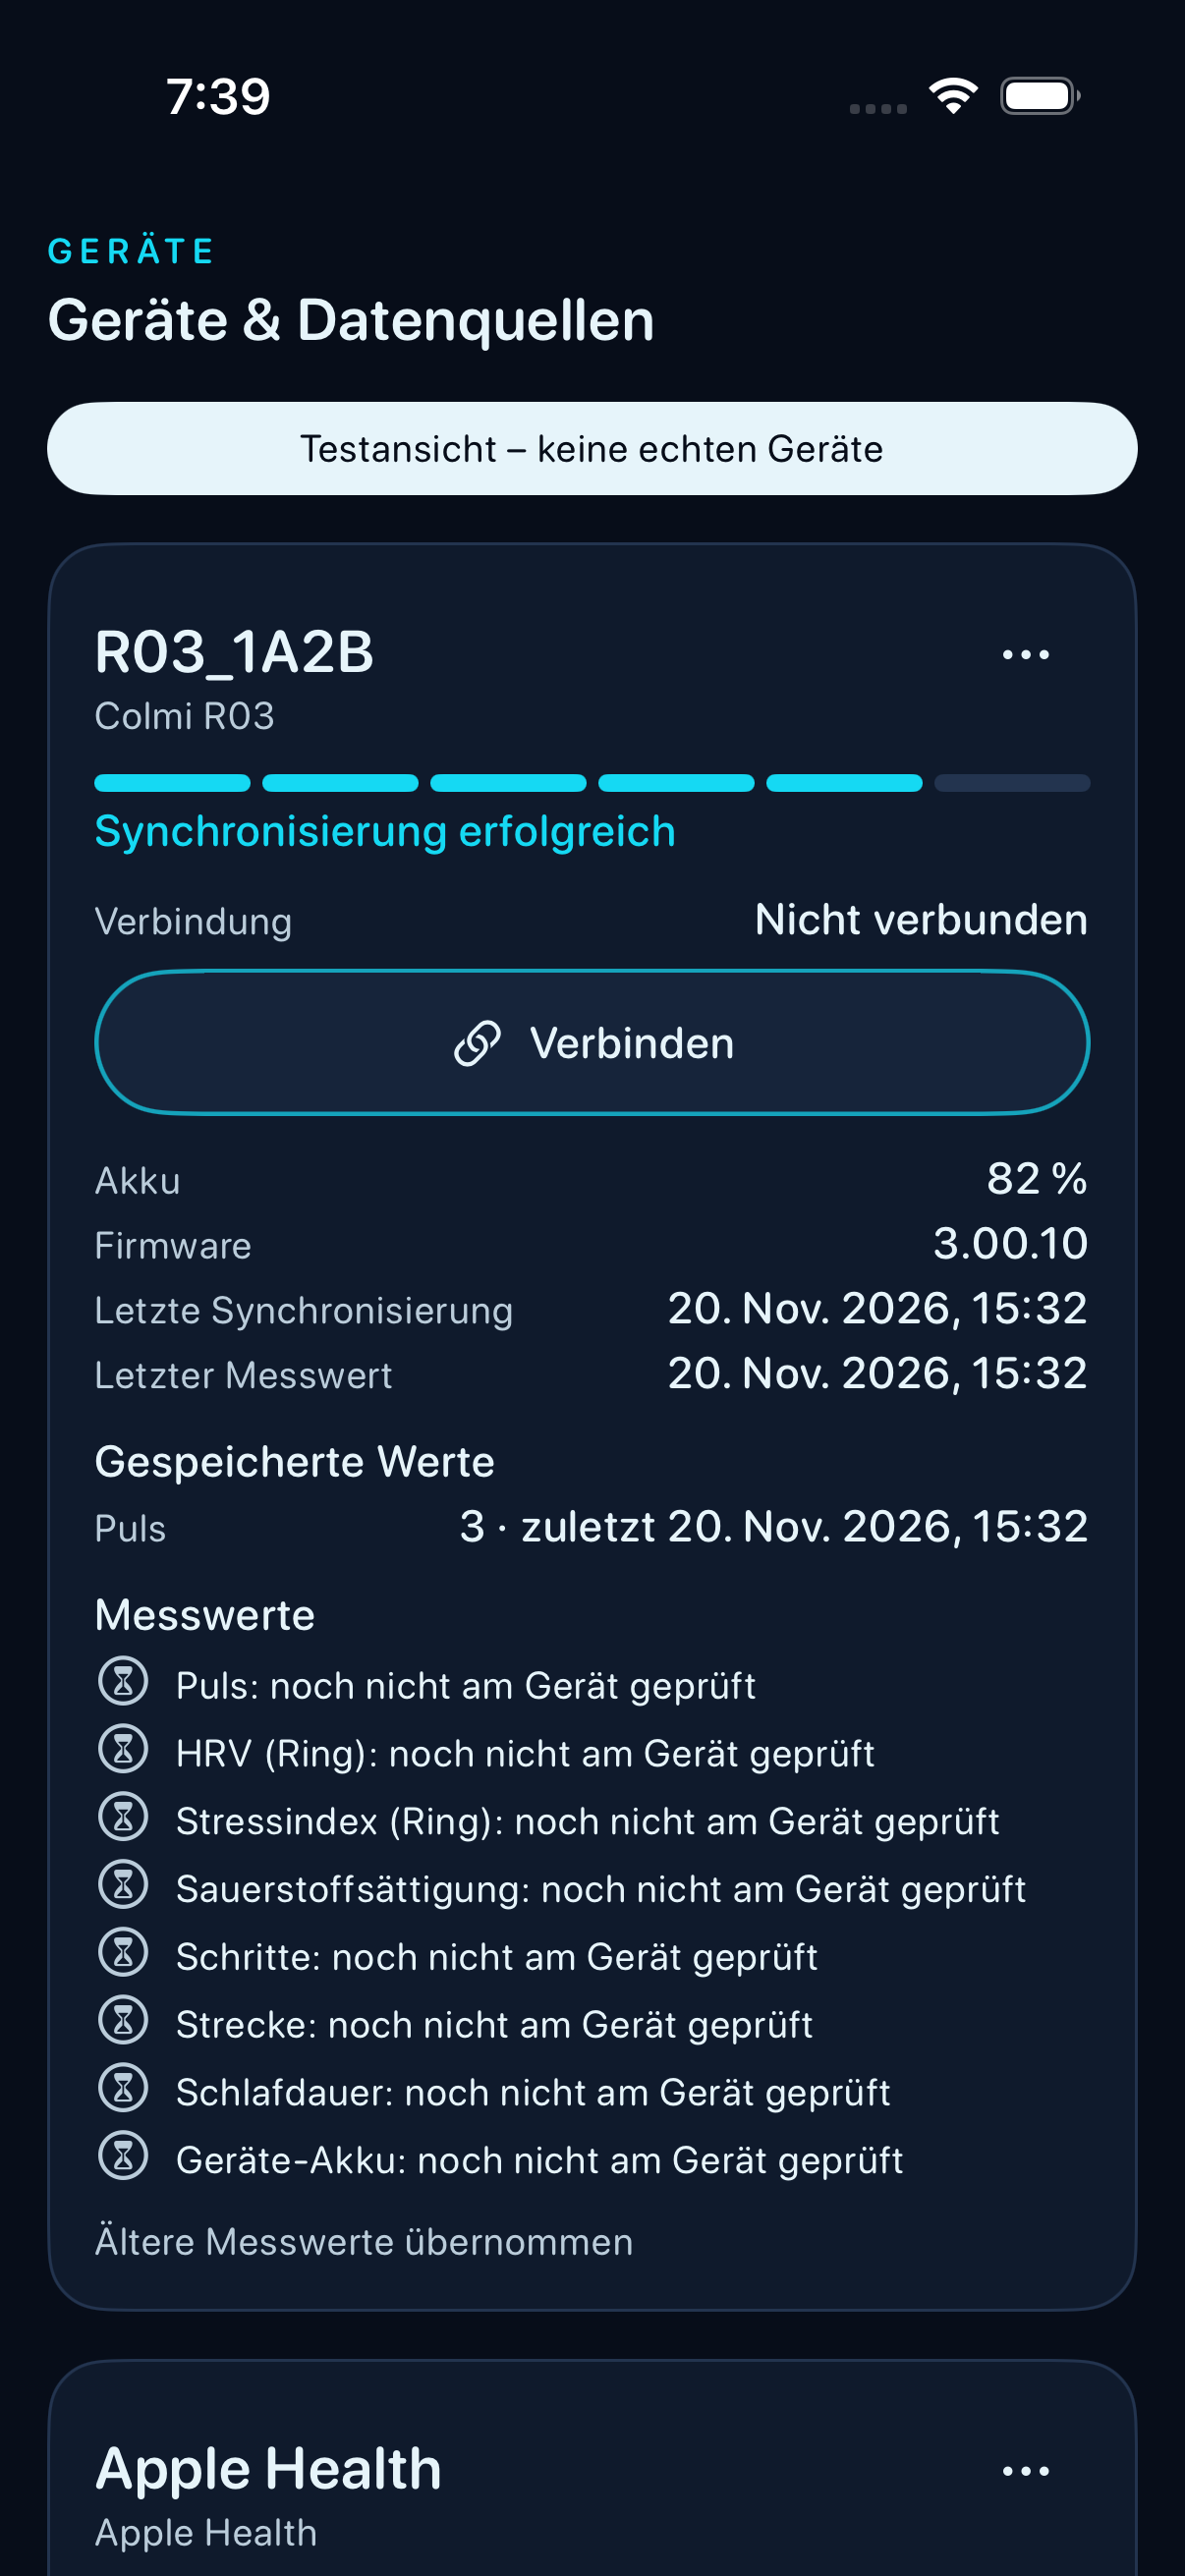 7:39
GERÄTE
Geräte & Datenquellen
Testansicht – keine echten Geräte
R03_1A2B
Colmi R03
Synchronisierung erfolgreich
Verbindung Nicht verbunden
Verbinden
Akku 82 %
Firmware 3.00.10
Letzte Synchronisierung 20. Nov. 2026, 15:32
Letzter Messwert 20. Nov. 2026, 15:32
Gespeicherte Werte
Puls 3 · zuletzt 20. Nov. 2026, 15:32
Messwerte
Puls: noch nicht am Gerät geprüft
HRV (Ring): noch nicht am Gerät geprüft
Stressindex (Ring): noch nicht am Gerät geprüft
Sauerstoffsättigung: noch nicht am Gerät geprüft
Schritte: noch nicht am Gerät geprüft
Strecke: noch nicht am Gerät geprüft
Schlafdauer: noch nicht am Gerät geprüft
Geräte-Akku: noch nicht am Gerät geprüft
Ältere Messwerte übernommen
Apple Health
Apple Health